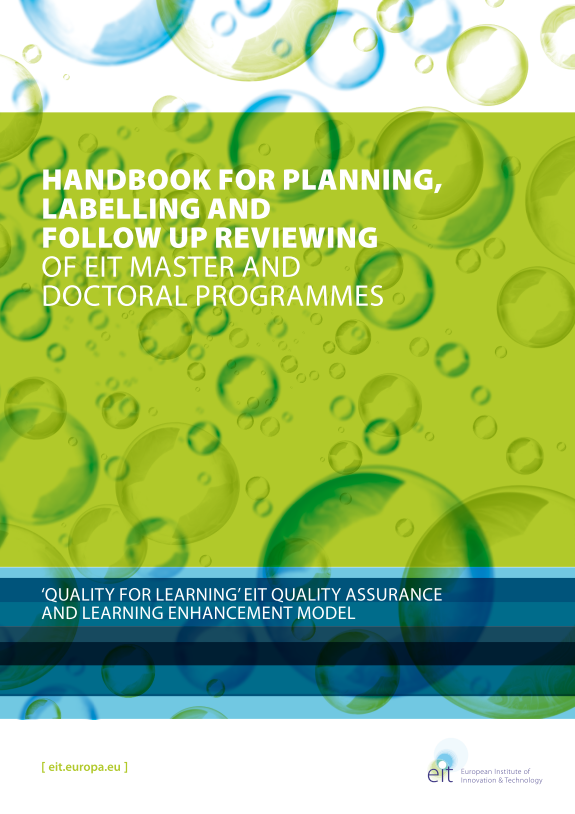 HANDBOOK FOR PLANNING,
LABELLING AND
FOLLOW UP REVIEWING
OF EIT MASTER AND
DOCTORAL PROGRAMMES
‘QUALITY FOR LEARNING’ EIT QUALITY ASSURANCE
AND LEARNING ENHANCEMENT MODEL
[ eit.europa.eu ]
eit
European Institute of
Innovation & Technology